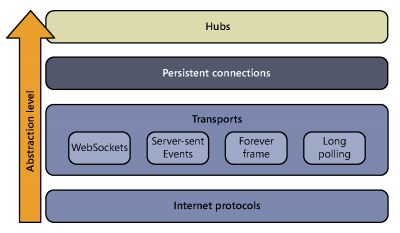 Hubs
Persistent connections
Transports
WebSockets
Server-sent
Events
Forever
frame
Long
polling
Internet protocols
Abstraction level